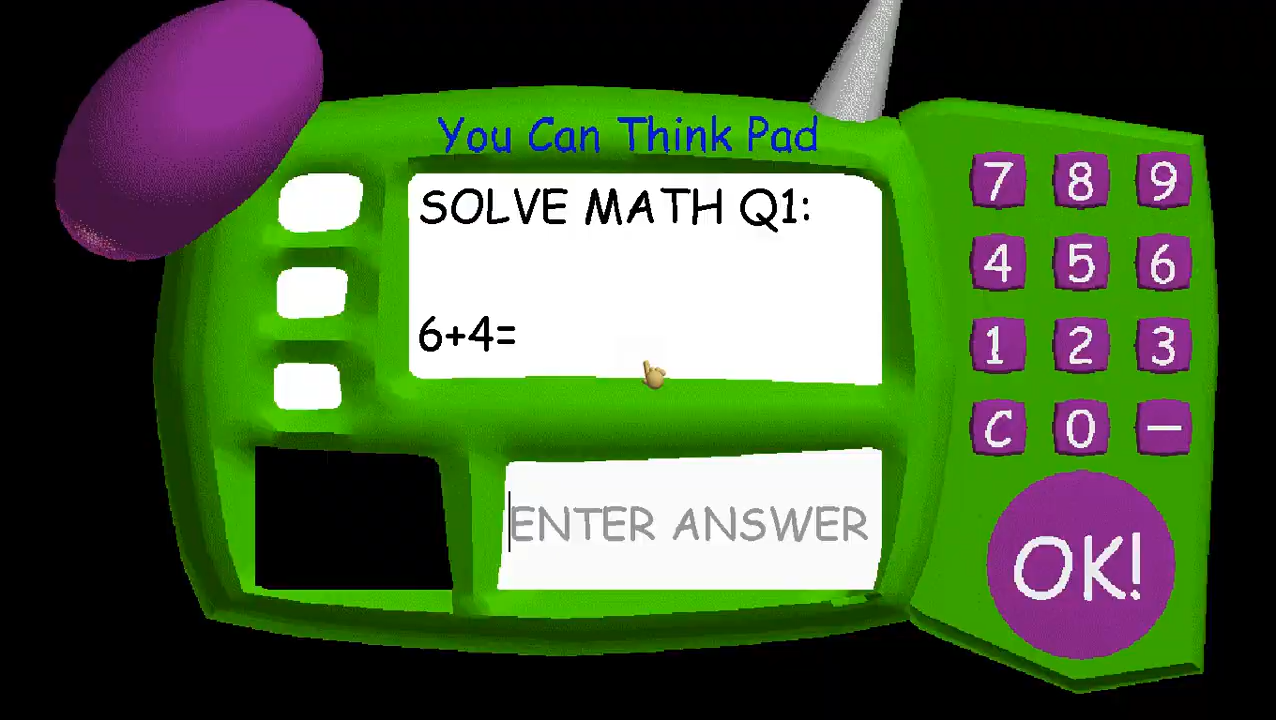 You Can Think Pad
SOLVE MATH Q1:
6+4=
ENTER ANSWER
7 8 9
4 5 6
1 2 3
C 0 —
OK!